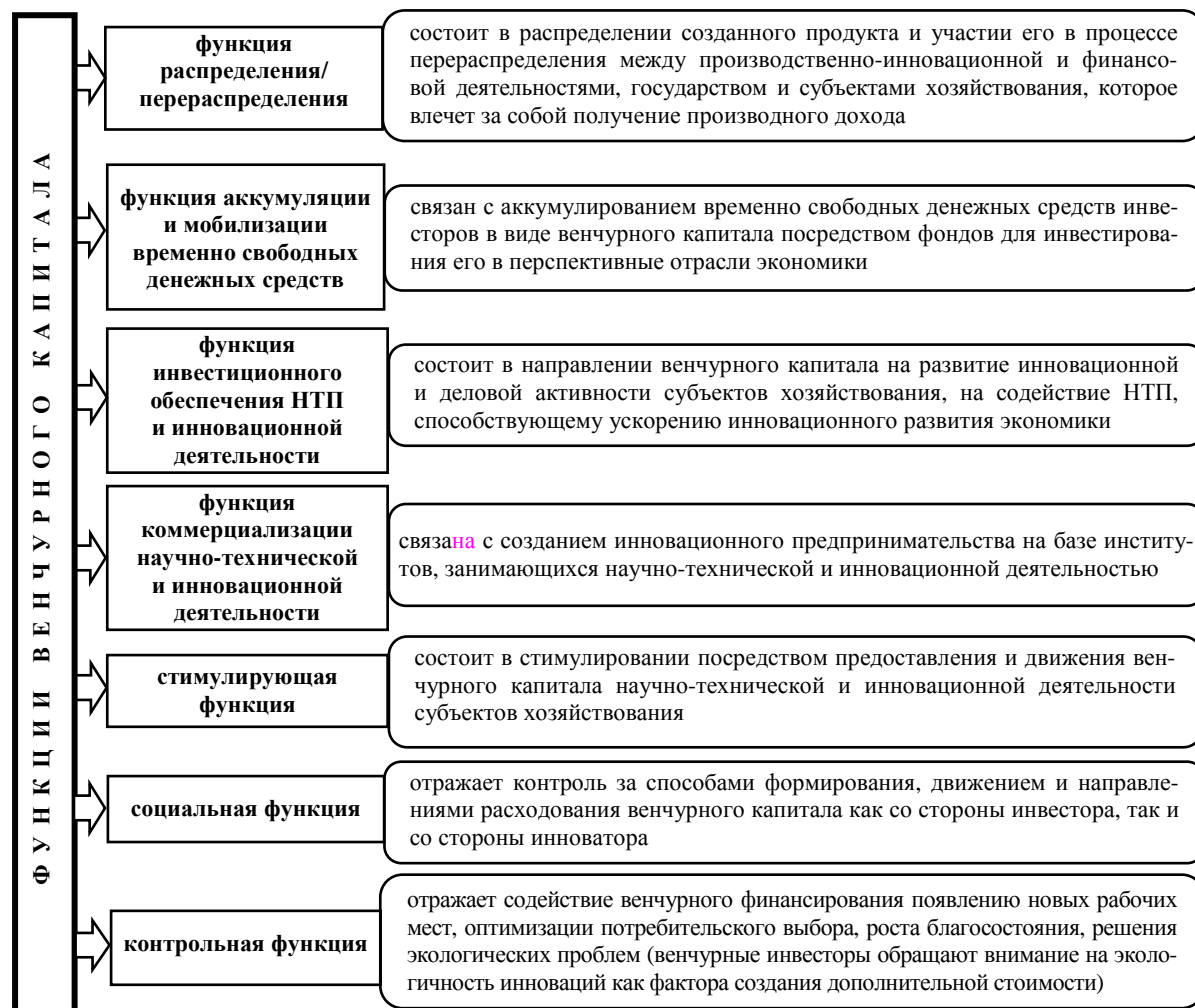 ФУНКЦИИ ВЕНЧУРНОГО КАПИТАЛА
функция
распределения/
перераспределения
состоит в распределении созданного продукта и участии его в процессе
перераспределения между производственно-инновационной и финансо-
вой деятельностями, государством и субъектами хозяйствования, которое
влечет за собой получение производного дохода
функция аккумуляции
и мобилизации
временно свободных
денежных средств
связан с аккумулированием временно свободных денежных средств инве-
сторов в виде венчурного капитала посредством фондов для инвестирова-
ния его в перспективные отрасли экономики
функция
инвестиционного
обеспечения НТП
и инновационной
деятельности
состоит в направлении венчурного капитала на развитие инновационной
и деловой активности субъектов хозяйствования, на содействие НТП,
способствующему ускорению инновационного развития экономики
функция
коммерциализации
научно-технической
и инновационной
деятельности
связана с созданием инновационного предпринимательства на базе институ-
тов, занимающихся научно-технической и инновационной деятельностью
стимулирующая
функция
состоит в стимулировании посредством предоставления и движения вен-
чурного капитала научно-технической и инновационной деятельности
субъектов хозяйствования
социальная функция
отражает контроль за способами формирования, движением и направле-
ниями расходования венчурного капитала как со стороны инвестора, так и
со стороны инноватора
контрольная функция
отражает содействие венчурного финансирования появлению новых рабочих
мест, оптимизации потребительского выбора, роста благосостояния, решения
экологических проблем (венчурные инвесторы обращают внимание на эколо-
гичность инноваций как фактора создания дополнительной стоимости)